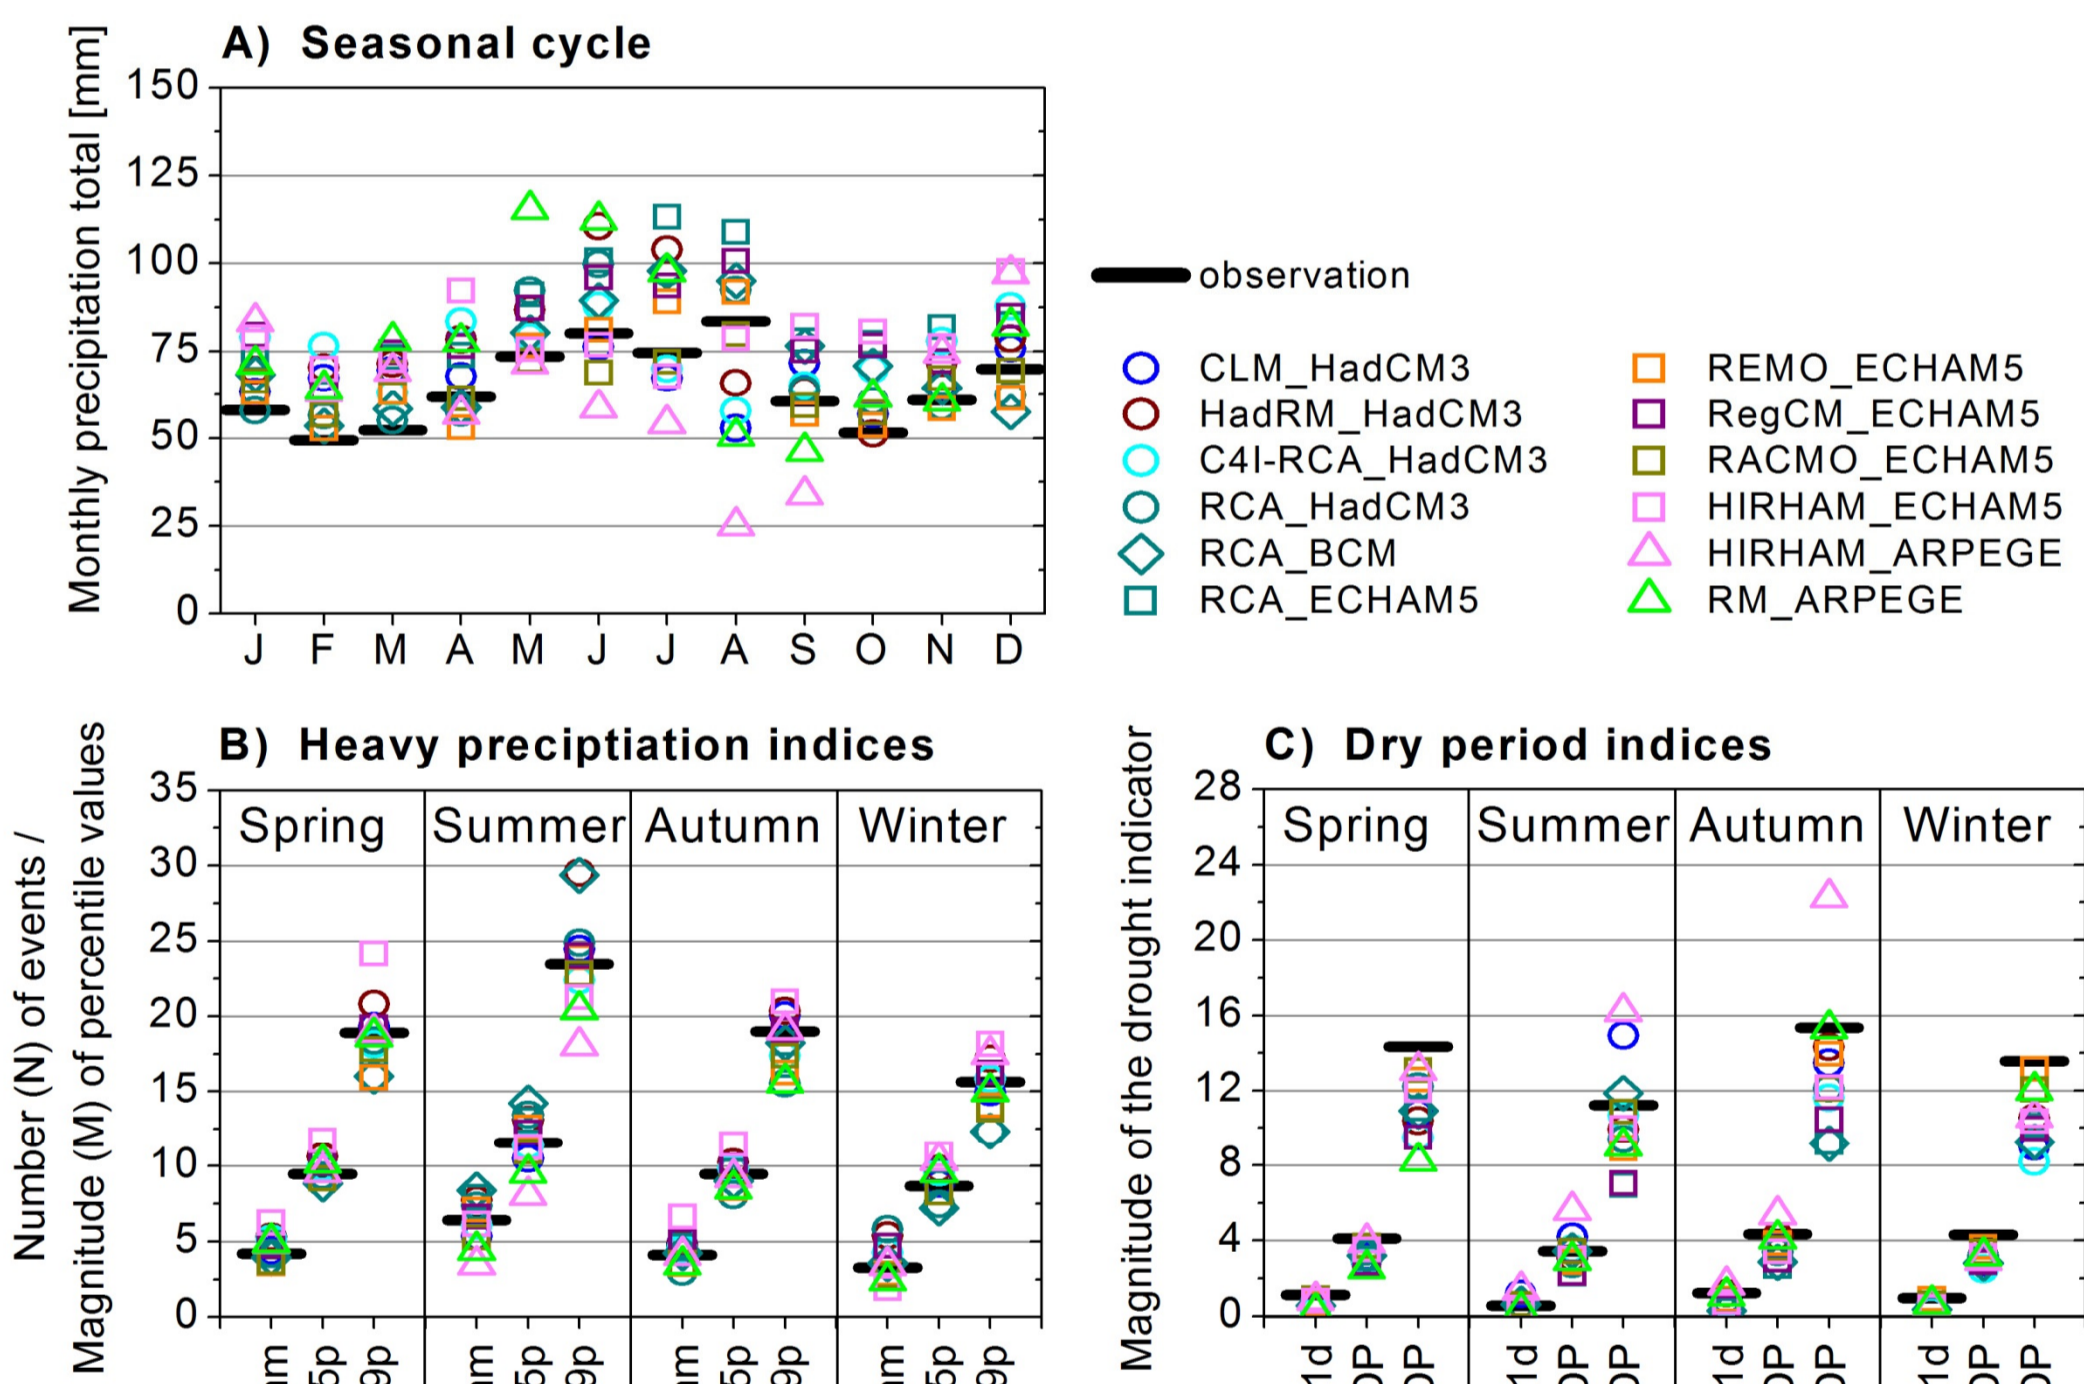 A) Seasonal cycle
Monthly precipitation total [mm]
150
125
100
75
50
25
0
J F M A M J J A S O N D
observation
CLM_HadCM3
HadRM_HadCM3
C4I-RCA_HadCM3
RCA_HadCM3
RCA_BCM
RCA_ECHAM5
REMO_ECHAM5
RegCM_ECHAM5
RACMO_ECHAM5
HIRHAM_ECHAM5
HIRHAM_ARPEGE
RM_ARPEGE
B) Heavy preciptiation indices
Number (N) of events /
Magnitude (M) of percentile values
35
30
25
20
15
10
5
0
Spring Summer Autumn Winter
C) Dry period indices
Magnitude of the drought indicator
28
24
20
16
12
8
4
0
Spring Summer Autumn Winter